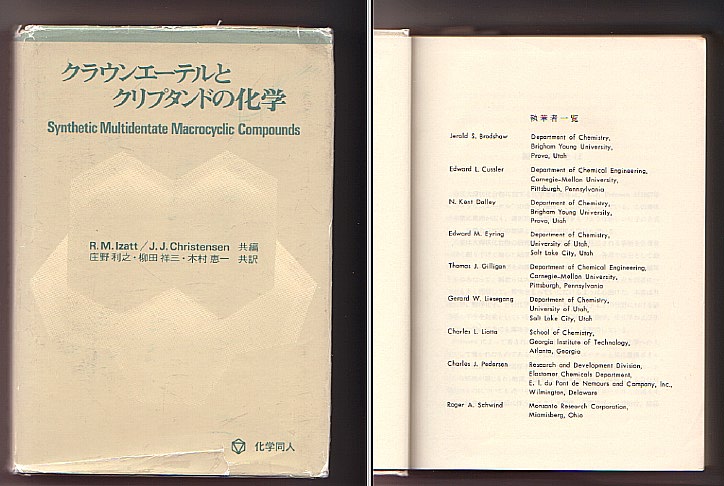 クラウンエーテルと
クリプタンドの化学
Synthetic Multidentate Macrocyclic Compounds
R. M. Izatt / J. J. Christensen 共編
庄野 利之・柳田 祥三・木村 恵一 共訳
化学同人
執筆者一覧
Jerald S. Bradshaw Department of Chemistry,
Brigham Young University,
Provo, Utah
Edward L. Cussler Department of Chemical Engineering,
Carnegie-Mellon University,
Pittsburgh, Pennsylvania
N. Kent Dalley Department of Chemistry,
Brigham Young University,
Provo, Utah
Edward M. Eyring Department of Chemistry,
University of Utah,
Salt Lake City, Utah
Thomas J. Gilligan Department of Chemical Engineering,
Carnegie-Mellon University,
Pittsburgh, Pennsylvania
Gerard W. Liesegang Department of Chemistry,
University of Utah,
Salt Lake City, Utah
Charles L. Liotta School of Chemistry,
Georgia Institute of Technology,
Atlanta, Georgia
Charles J. Pedersen Research and Development Division,
Elastomer Chemicals Department,
E. I. du Pont de Nemours and Company, Inc.,
Wilmington, Delaware
Roger A. Schwind Monsanto Research Corporation,
Miamisberg, Ohio